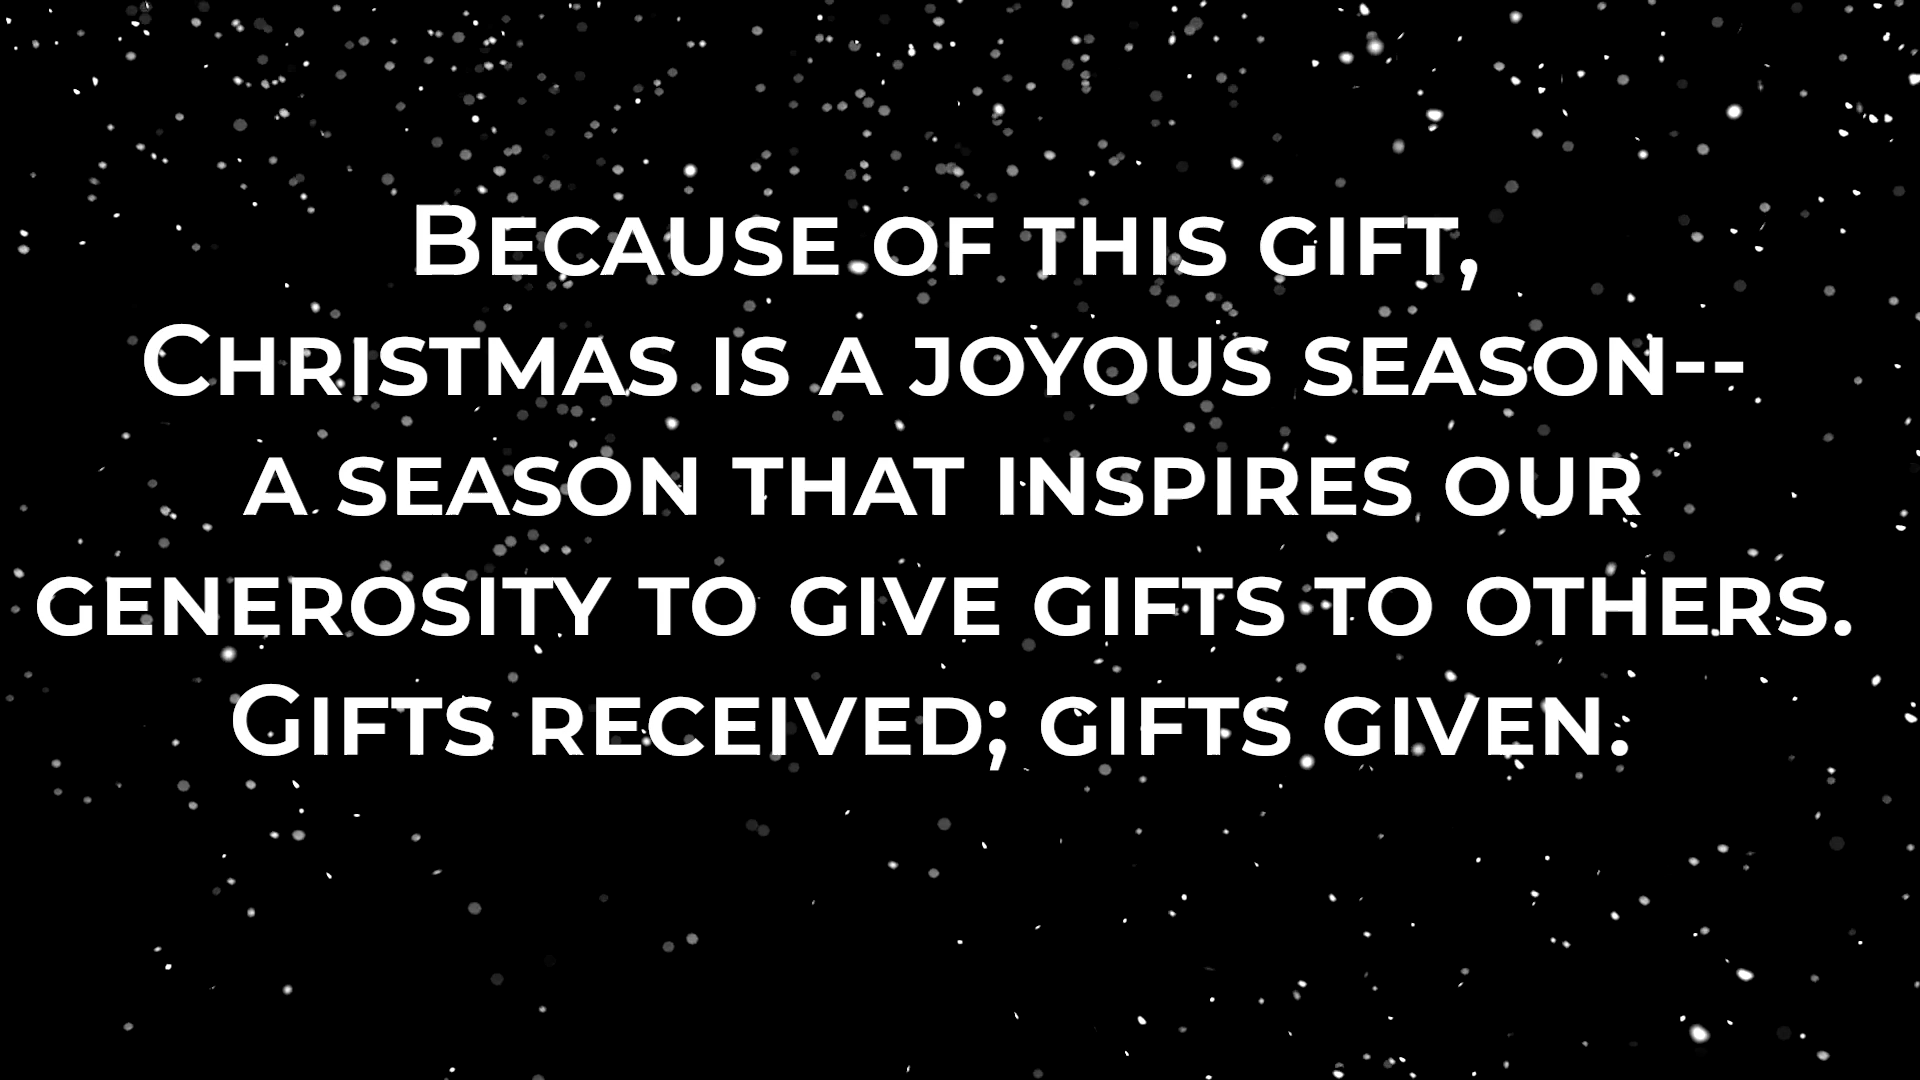 Because of this gift,
Christmas is a joyous season--
a season that inspires our
generosity to give gifts to others.
Gifts received; gifts given.